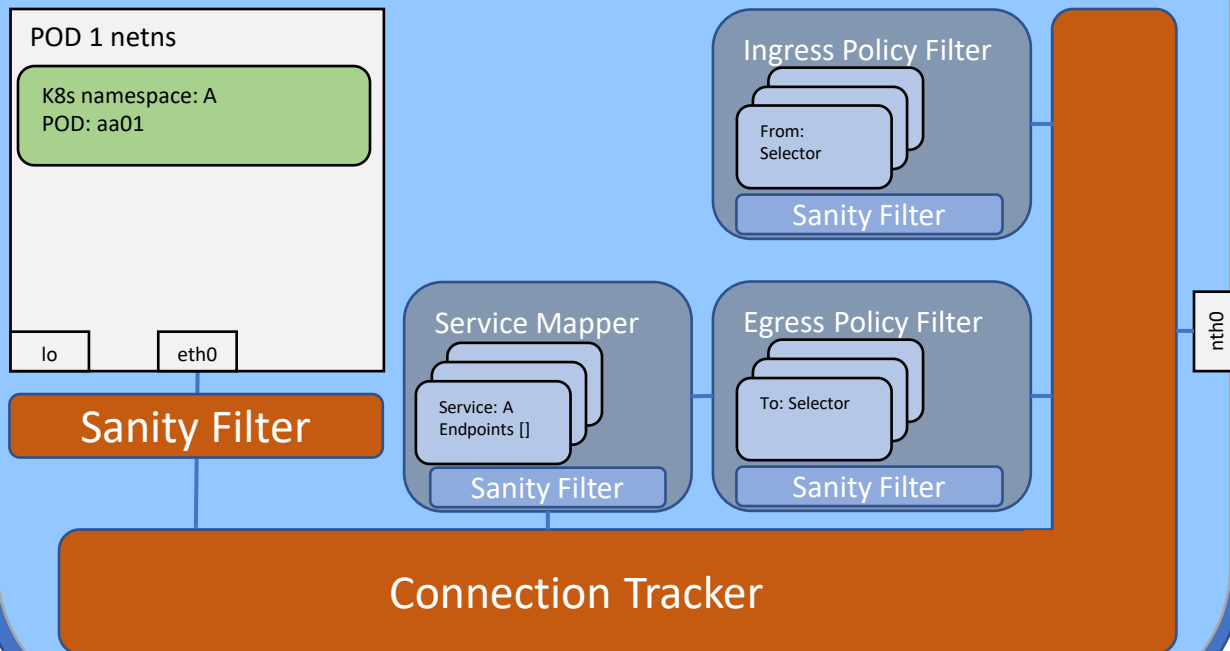 POD 1 netns
K8s namespace: A
POD: aa01
lo
eth0
Sanity Filter
Ingress Policy Filter
From:
Selector
Sanity Filter
Service Mapper
Service: A
Endpoints []
Sanity Filter
Egress Policy Filter
To: Selector
Sanity Filter
nth0
Connection Tracker